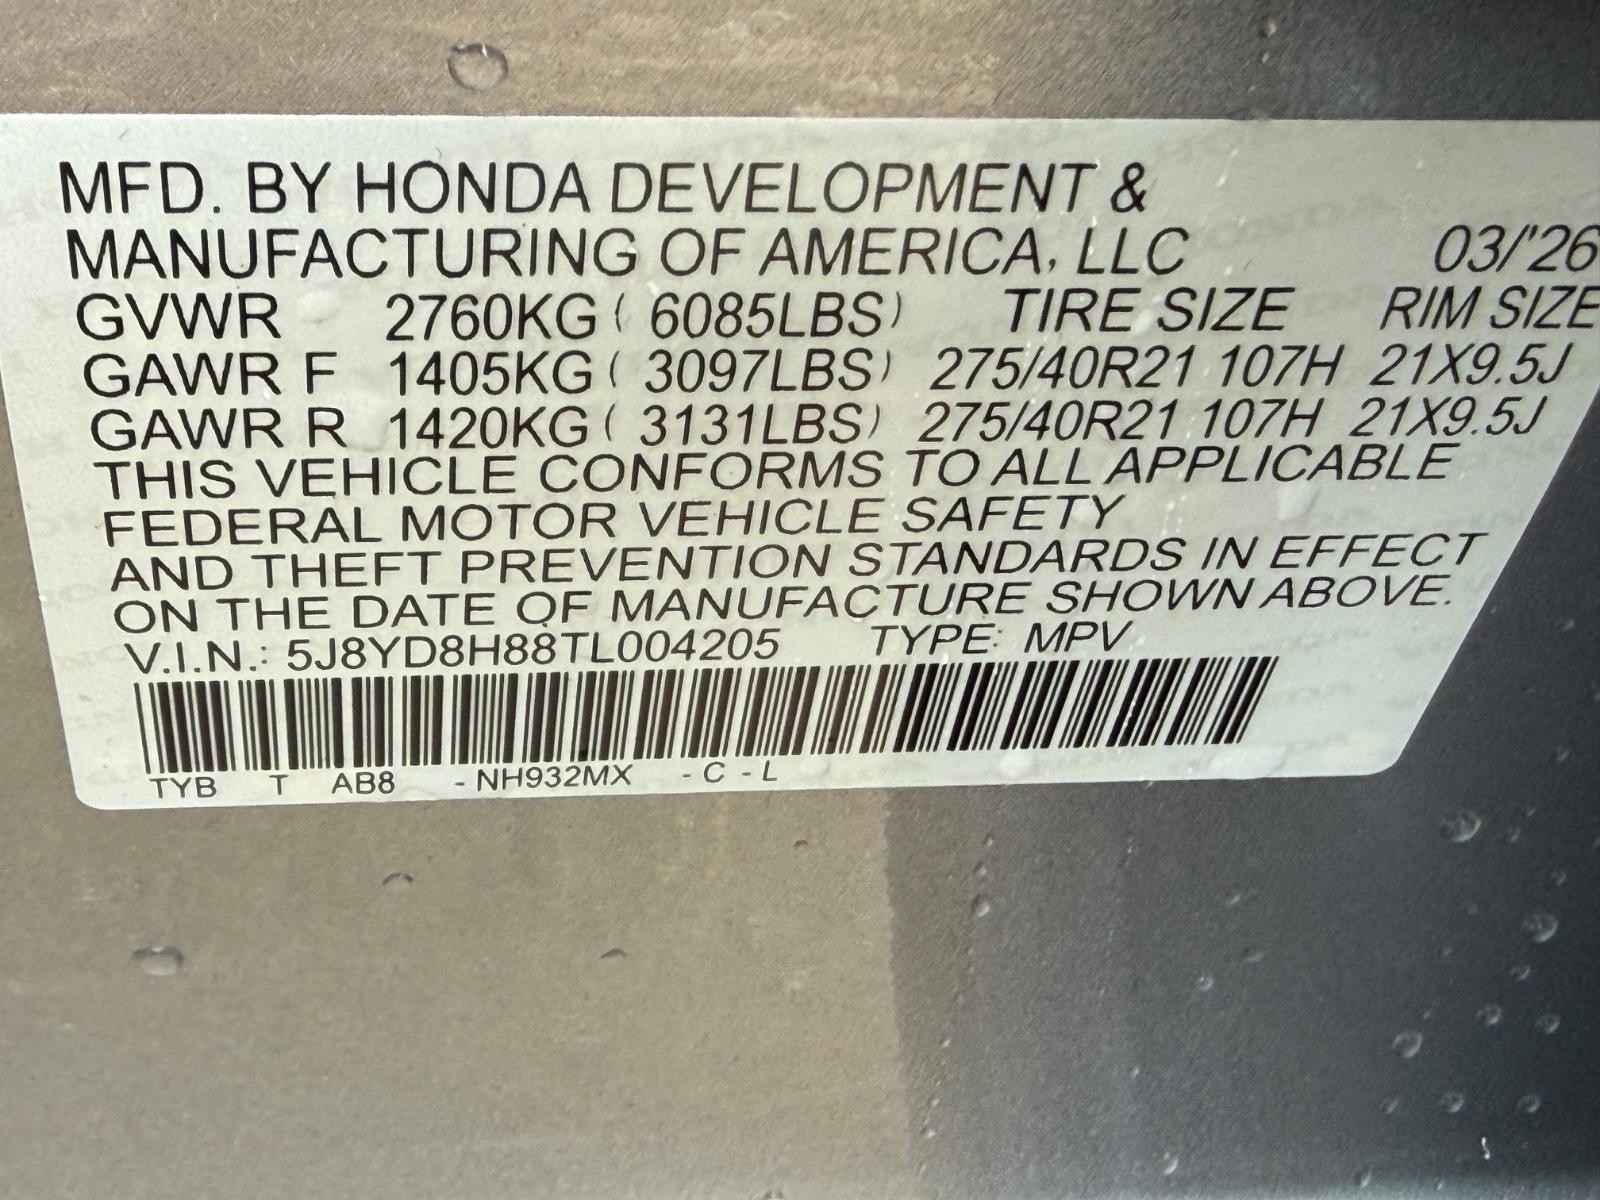 MFD. BY HONDA DEVELOPMENT &
MANUFACTURING OF AMERICA, LLC 03/'26
GVWR 2760KG ( 6085LBS) TIRE SIZE RIM SIZE
GAWR F 1405KG ( 3097LBS) 275/40R21 107H 21X9.5J
GAWR R 1420KG ( 3131LBS) 275/40R21 107H 21X9.5J
THIS VEHICLE CONFORMS TO ALL APPLICABLE
FEDERAL MOTOR VEHICLE SAFETY
AND THEFT PREVENTION STANDARDS IN EFFECT
ON THE DATE OF MANUFACTURE SHOWN ABOVE.
V.I.N.: 5J8YD8H88TL004205 TYPE: MPV
TYB T AB8 - NH932MX - C - L